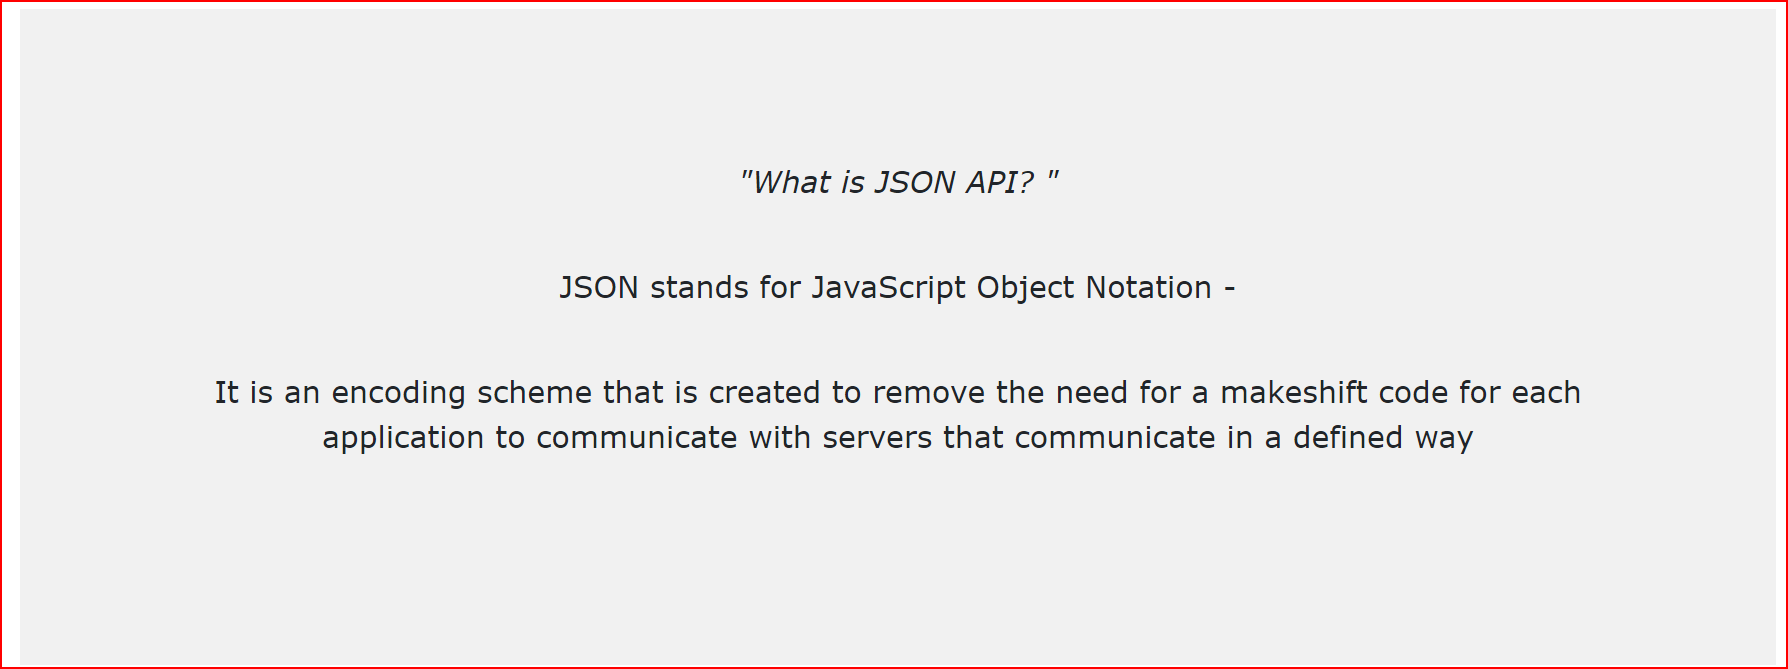 "What is JSON API? "
JSON stands for JavaScript Object Notation -
It is an encoding scheme that is created to remove the need for a makeshift code for each
application to communicate with servers that communicate in a defined way